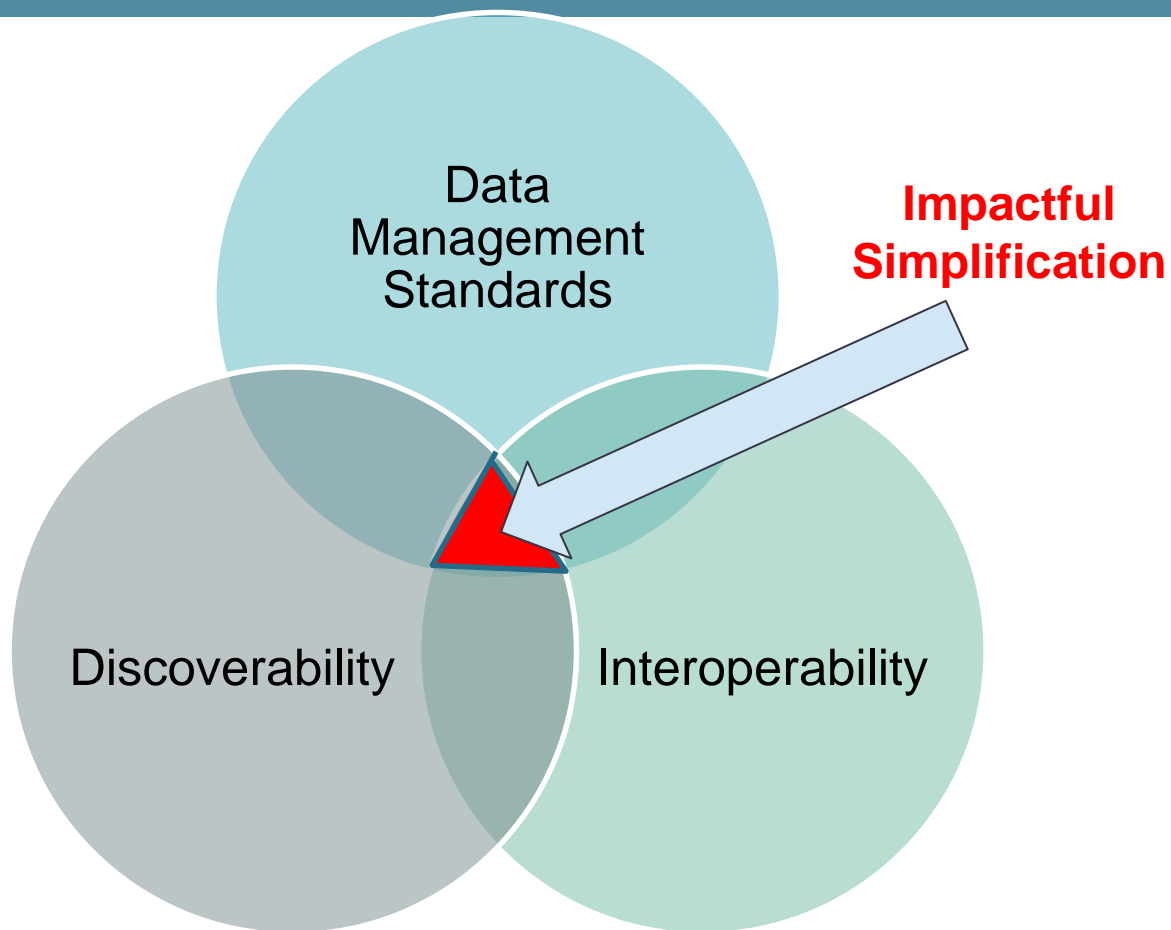 Data
Management
Standards
Impactful
Simplification
Discoverability
Interoperability